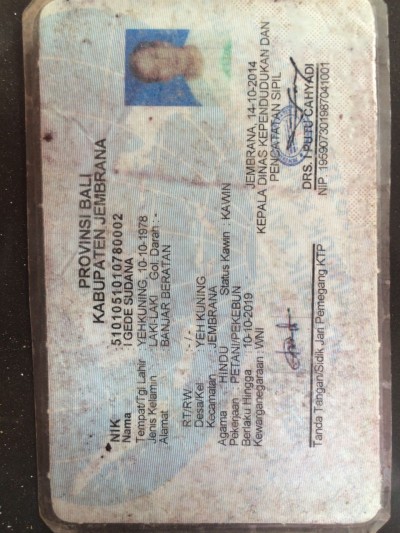 PROVINSI BALI
KABUPATEN JEMBRANA
NIK : 5101051010780002
Nama : I GEDE SUDANA
Tempat/Tgl Lahir : YEHKUNING, 10-10-1978
Jenis Kelamin : LAKI-LAKI Gol Darah : -
Alamat : BANJAR BERATAN
RT/RW : - / -
Desa/Kel : YEH KUNING
Kecamatan : JEMBRANA
Agama : HINDU Status Kawin : KAWIN
Pekerjaan : PETANI/PEKEBUN
Berlaku Hingga : 10-10-2019
Kewarganegaraan : WNI
Tanda Tangan/Sidik Jari Pemegang KTP
JEMBRANA, 14-10-2014
KEPALA DINAS KEPENDUDUKAN DAN
PENCATATAN SIPIL
DRS. I PUTU CAHYADI
NIP. 195907301987041001